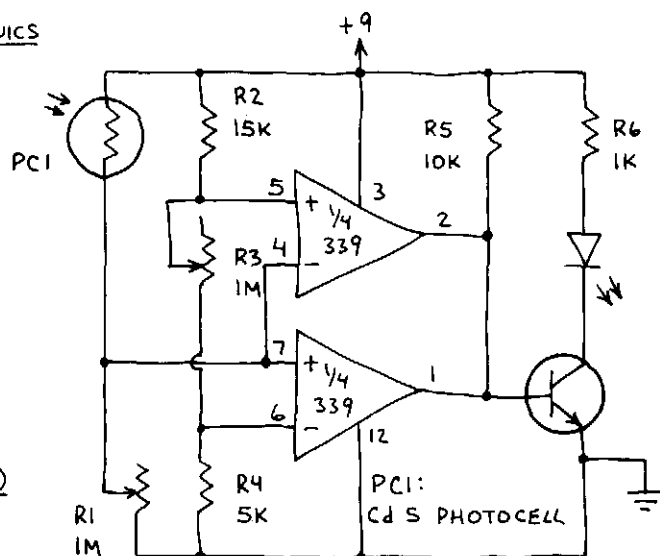 +9
R2
15K
R5
10K
R6
1K
PC1
5
+
3
1/4
339
2
4
-
R3
1M
7
+
1/4
339
1
6
-
12
R4
5K
PC1:
CdS PHOTOCELL
R1
1M